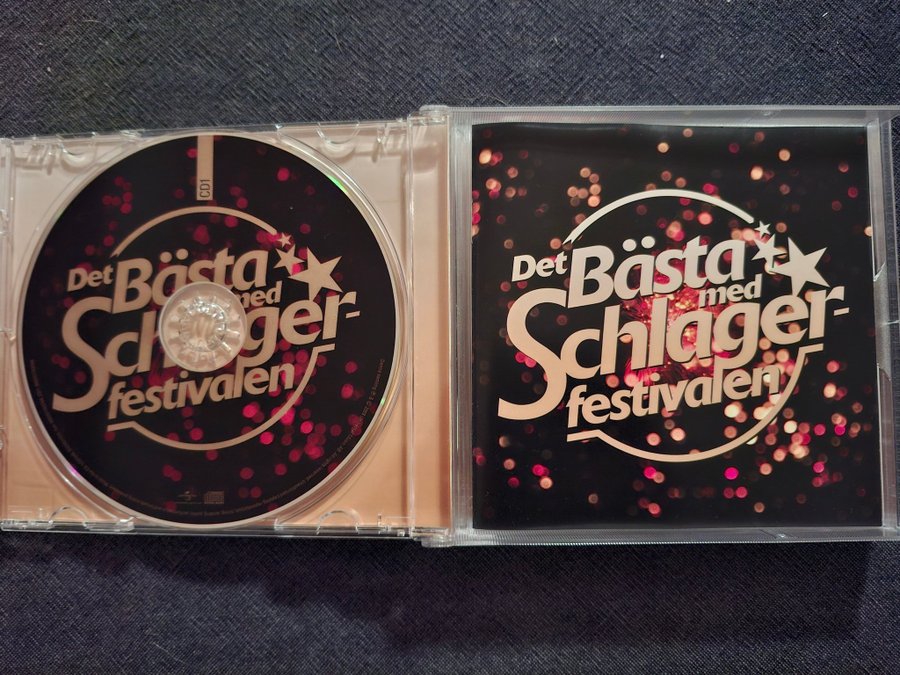 CD1
Det Bästa
med
Schlager-
festivalen
Det Bästa
med
Schlager-
festivalen